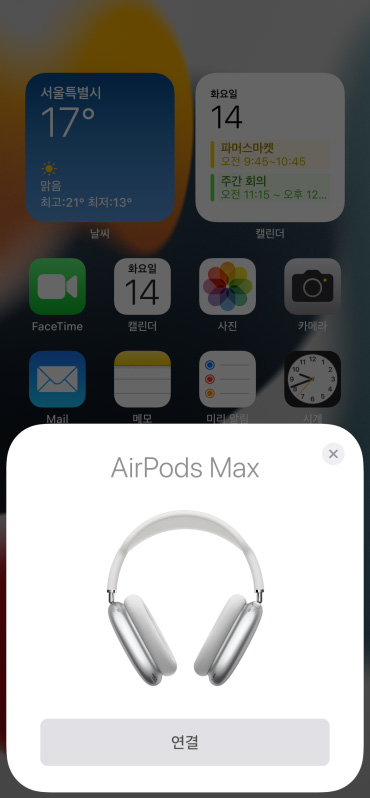 서울특별시
17°
맑음
최고:21° 최저:13°
날씨
화요일
14
파머스마켓
오전 9:45~10:45
주간 회의
오전 11:15 ~ 오후 12...
캘린더
FaceTime
화요일
14
캘린더
사진
카메라
Mail
메모
미리 알림
시계
AirPods Max
연결